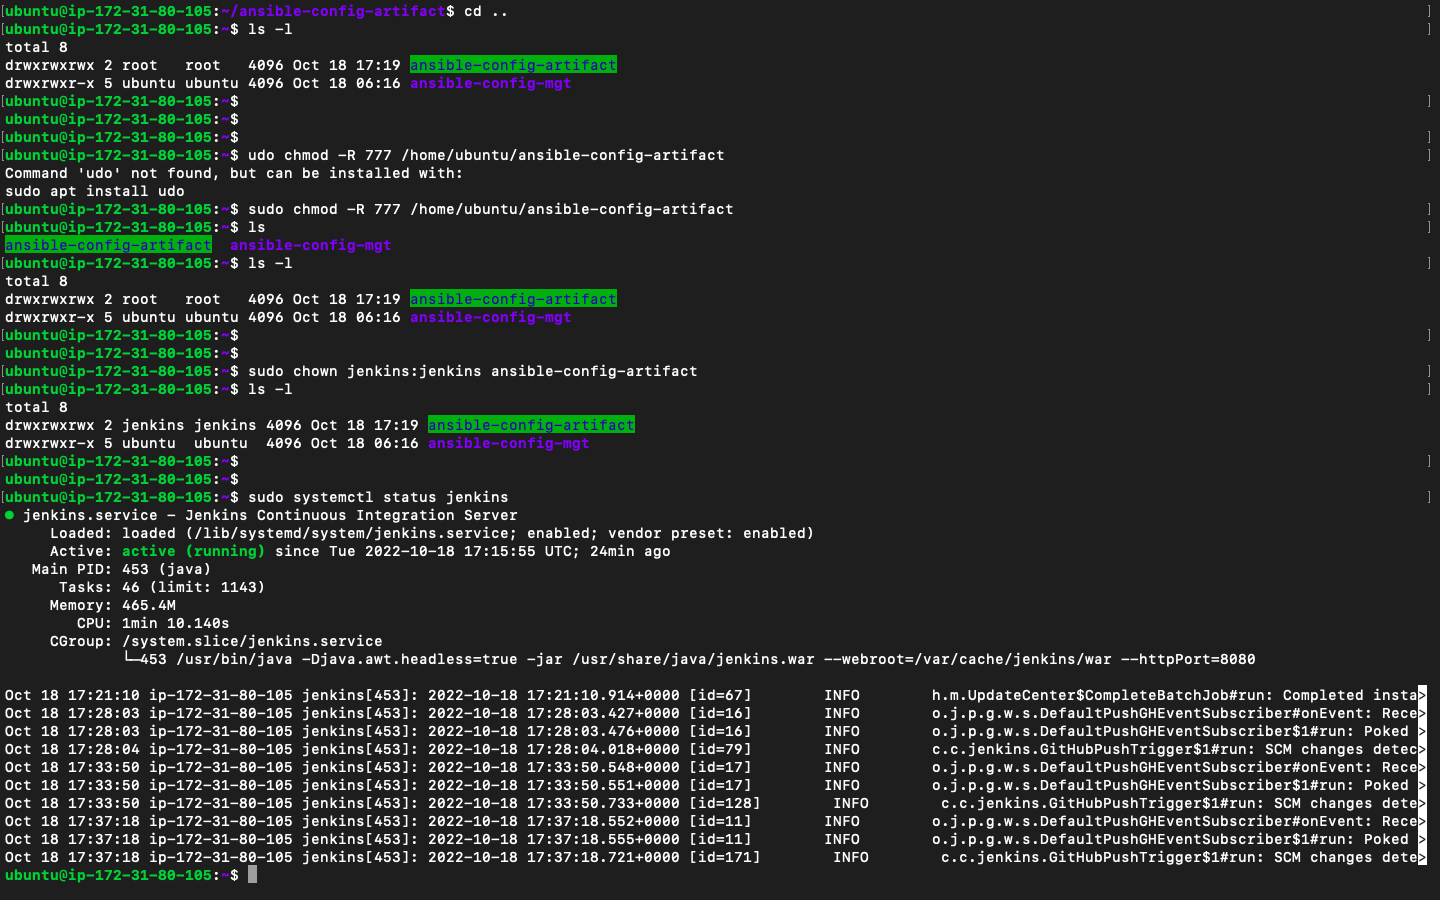 [ubuntu@ip-172-31-80-105:~/ansible-config-artifact$ cd .. ]
[ubuntu@ip-172-31-80-105:~$ ls -l ]
total 8
drwxrwxrwx 2 root   root   4096 Oct 18 17:19 ansible-config-artifact
drwxrwxr-x 5 ubuntu ubuntu 4096 Oct 18 06:16 ansible-config-mgt
[ubuntu@ip-172-31-80-105:~$ ]
ubuntu@ip-172-31-80-105:~$
[ubuntu@ip-172-31-80-105:~$ ]
[ubuntu@ip-172-31-80-105:~$ udo chmod -R 777 /home/ubuntu/ansible-config-artifact ]
Command 'udo' not found, but can be installed with:
sudo apt install udo
[ubuntu@ip-172-31-80-105:~$ sudo chmod -R 777 /home/ubuntu/ansible-config-artifact ]
[ubuntu@ip-172-31-80-105:~$ ls ]
ansible-config-artifact  ansible-config-mgt
[ubuntu@ip-172-31-80-105:~$ ls -l ]
total 8
drwxrwxrwx 2 root   root   4096 Oct 18 17:19 ansible-config-artifact
drwxrwxr-x 5 ubuntu ubuntu 4096 Oct 18 06:16 ansible-config-mgt
[ubuntu@ip-172-31-80-105:~$ ]
ubuntu@ip-172-31-80-105:~$
[ubuntu@ip-172-31-80-105:~$ sudo chown jenkins:jenkins ansible-config-artifact ]
[ubuntu@ip-172-31-80-105:~$ ls -l ]
total 8
drwxrwxrwx 2 jenkins jenkins 4096 Oct 18 17:19 ansible-config-artifact
drwxrwxr-x 5 ubuntu  ubuntu  4096 Oct 18 06:16 ansible-config-mgt
[ubuntu@ip-172-31-80-105:~$ ]
ubuntu@ip-172-31-80-105:~$
[ubuntu@ip-172-31-80-105:~$ sudo systemctl status jenkins ]
● jenkins.service - Jenkins Continuous Integration Server
     Loaded: loaded (/lib/systemd/system/jenkins.service; enabled; vendor preset: enabled)
     Active: active (running) since Tue 2022-10-18 17:15:55 UTC; 24min ago
   Main PID: 453 (java)
      Tasks: 46 (limit: 1143)
     Memory: 465.4M
        CPU: 1min 10.140s
     CGroup: /system.slice/jenkins.service
             └─453 /usr/bin/java -Djava.awt.headless=true -jar /usr/share/java/jenkins.war --webroot=/var/cache/jenkins/war --httpPort=8080
Oct 18 17:21:10 ip-172-31-80-105 jenkins[453]: 2022-10-18 17:21:10.914+0000 [id=67]        INFO        h.m.UpdateCenter$CompleteBatchJob#run: Completed insta>
Oct 18 17:28:03 ip-172-31-80-105 jenkins[453]: 2022-10-18 17:28:03.427+0000 [id=16]        INFO        o.j.p.g.w.s.DefaultPushGHEventSubscriber#onEvent: Rece>
Oct 18 17:28:03 ip-172-31-80-105 jenkins[453]: 2022-10-18 17:28:03.476+0000 [id=16]        INFO        o.j.p.g.w.s.DefaultPushGHEventSubscriber$1#run: Poked >
Oct 18 17:28:04 ip-172-31-80-105 jenkins[453]: 2022-10-18 17:28:04.018+0000 [id=79]        INFO        c.c.jenkins.GitHubPushTrigger$1#run: SCM changes detec>
Oct 18 17:33:50 ip-172-31-80-105 jenkins[453]: 2022-10-18 17:33:50.548+0000 [id=17]        INFO        o.j.p.g.w.s.DefaultPushGHEventSubscriber#onEvent: Rece>
Oct 18 17:33:50 ip-172-31-80-105 jenkins[453]: 2022-10-18 17:33:50.551+0000 [id=17]        INFO        o.j.p.g.w.s.DefaultPushGHEventSubscriber$1#run: Poked >
Oct 18 17:33:50 ip-172-31-80-105 jenkins[453]: 2022-10-18 17:33:50.733+0000 [id=128]        INFO        c.c.jenkins.GitHubPushTrigger$1#run: SCM changes dete>
Oct 18 17:37:18 ip-172-31-80-105 jenkins[453]: 2022-10-18 17:37:18.552+0000 [id=11]        INFO        o.j.p.g.w.s.DefaultPushGHEventSubscriber#onEvent: Rece>
Oct 18 17:37:18 ip-172-31-80-105 jenkins[453]: 2022-10-18 17:37:18.555+0000 [id=11]        INFO        o.j.p.g.w.s.DefaultPushGHEventSubscriber$1#run: Poked >
Oct 18 17:37:18 ip-172-31-80-105 jenkins[453]: 2022-10-18 17:37:18.721+0000 [id=171]        INFO        c.c.jenkins.GitHubPushTrigger$1#run: SCM changes dete>
ubuntu@ip-172-31-80-105:~$